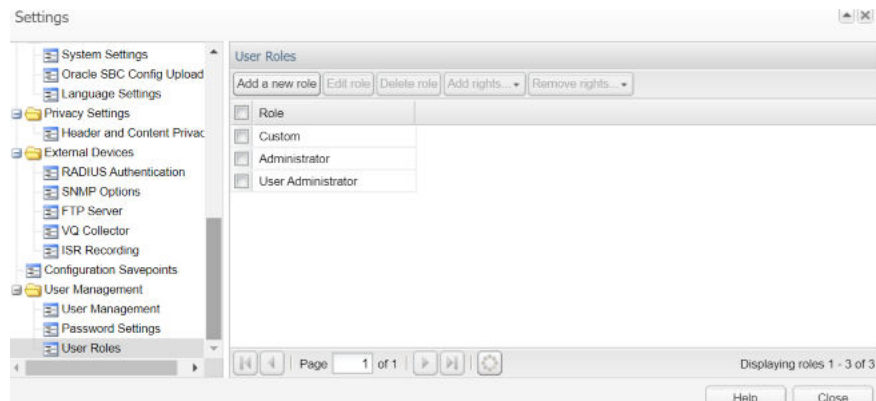 Settings
System Settings
Oracle SBC Config Upload
Language Settings
Privacy Settings
Header and Content Privac
External Devices
RADIUS Authentication
SNMP Options
FTP Server
VQ Collector
ISR Recording
Configuration Savepoints
User Management
User Management
Password Settings
User Roles
User Roles
Add a new role Edit role Delete role Add rights... Remove rights...
Role
Custom
Administrator
User Administrator
Page 1 of 1
Displaying roles 1 - 3 of 3
Help Close